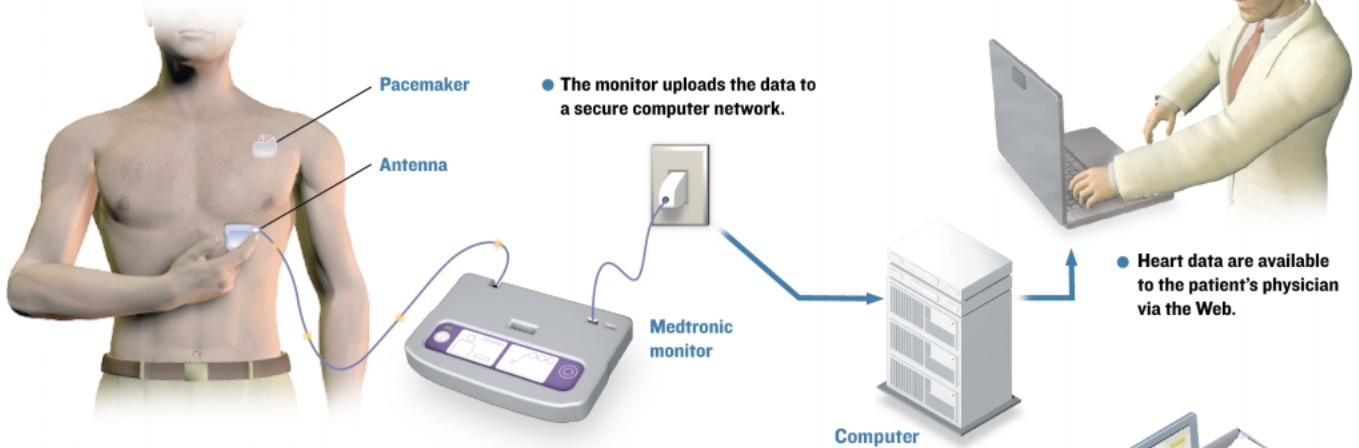 Pacemaker
Antenna
● The monitor uploads the data to
a secure computer network.
Medtronic
monitor
Computer
● Heart data are available
to the patient's physician
via the Web.